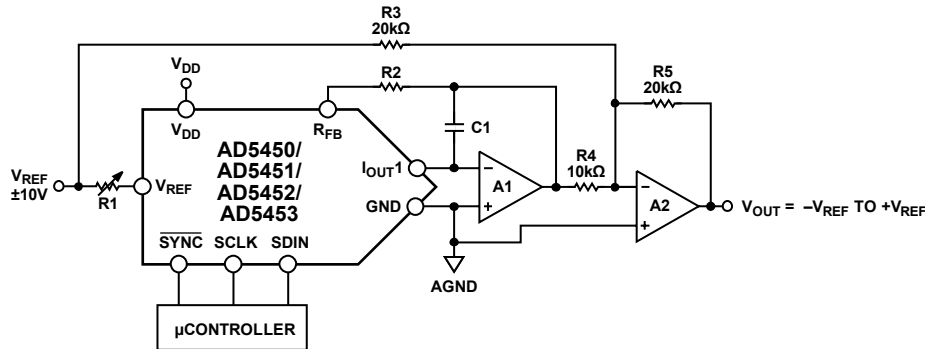 R3
20kΩ
VDD
R2
R5
20kΩ
VDD
RFB
C1
AD5450/
AD5451/
AD5452/
AD5453
R4
10kΩ
VREF
±10V
R1
VREF
IOUT1
–
A1
+
GND
–
A2
+
VOUT = –VREF TO +VREF
SYNC SCLK SDIN
AGND
µCONTROLLER